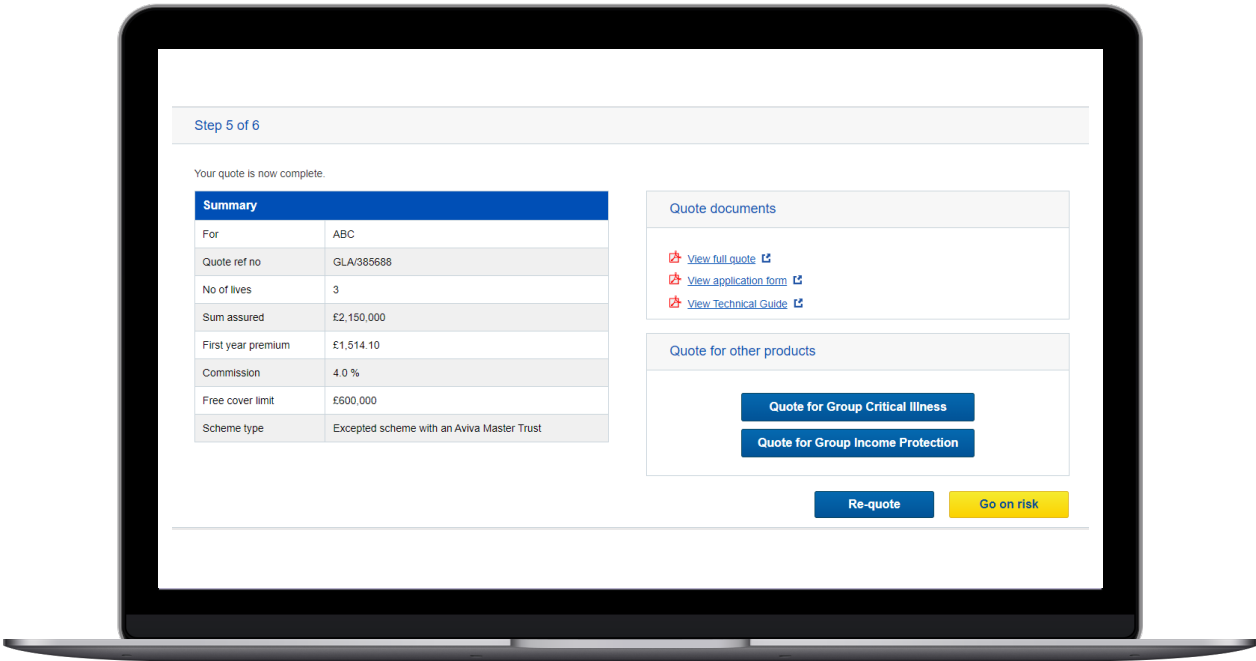 Step 5 of 6
Your quote is now complete.
Summary
For ABC
Quote ref no GLA/385688
No of lives 3
Sum assured £2,150,000
First year premium £1,514.10
Commission 4.0 %
Free cover limit £600,000
Scheme type Excepted scheme with an Aviva Master Trust
Quote documents
View full quote
View application form
View Technical Guide
Quote for other products
Quote for Group Critical Illness
Quote for Group Income Protection
Re-quote
Go on risk